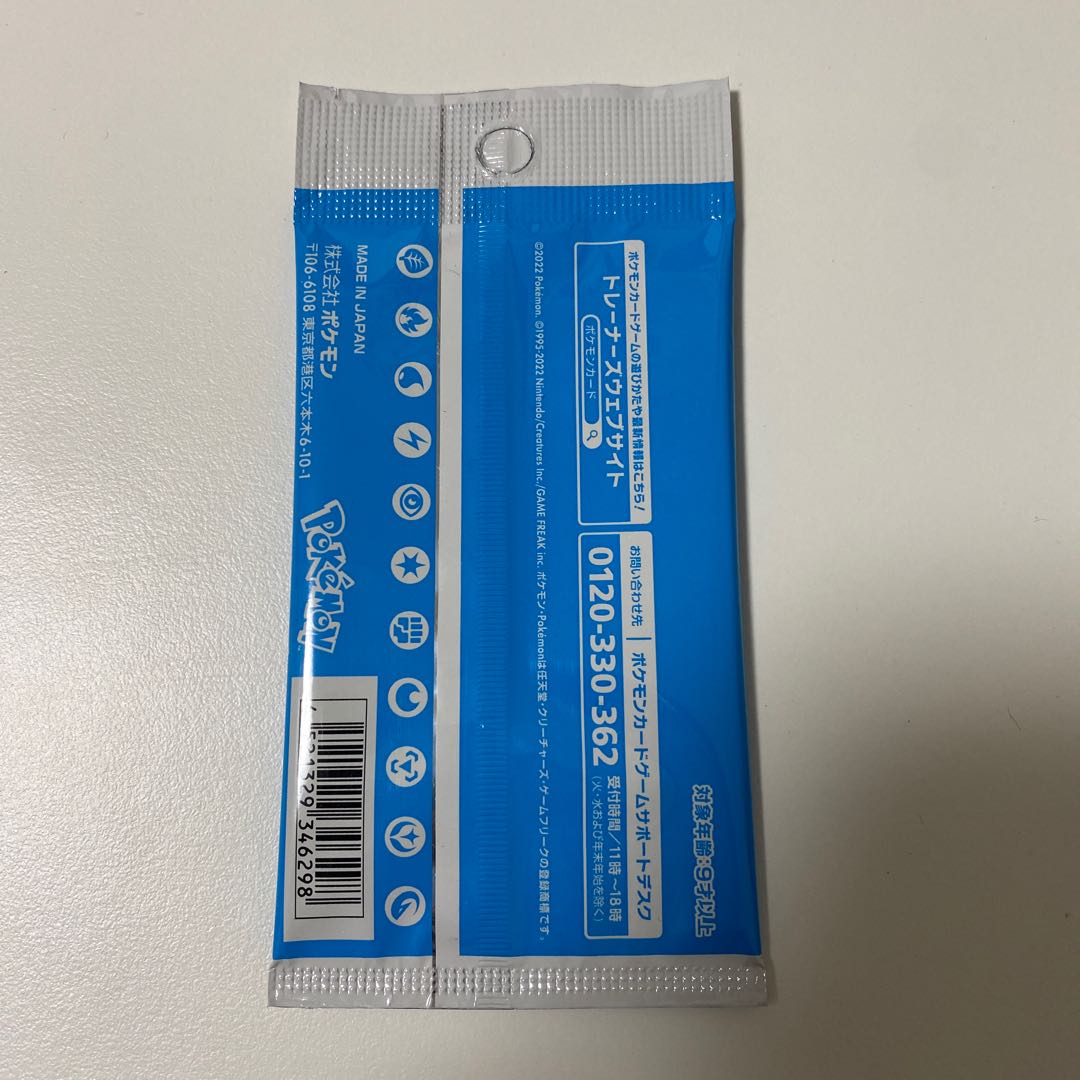 対象年齢:9才以上
ポケモンカードゲームの遊びかたや最新情報はこちら!
トレーナーズウェブサイト
ポケモンカード
お問い合わせ先 ポケモンカードゲームサポートデスク
0120-330-362 受付時間/11時~18時
(火・水および年末年始を除く)
©2022 Pokémon. ©1995-2022 Nintendo/Creatures Inc./GAME FREAK inc. ポケモン・Pokémonは任天堂・クリーチャーズ・ゲームフリークの登録商標です。
MADE IN JAPAN
株式会社 ポケモン
〒106-6108 東京都港区六本木6-10-1
POKéMON
4 521329 346298